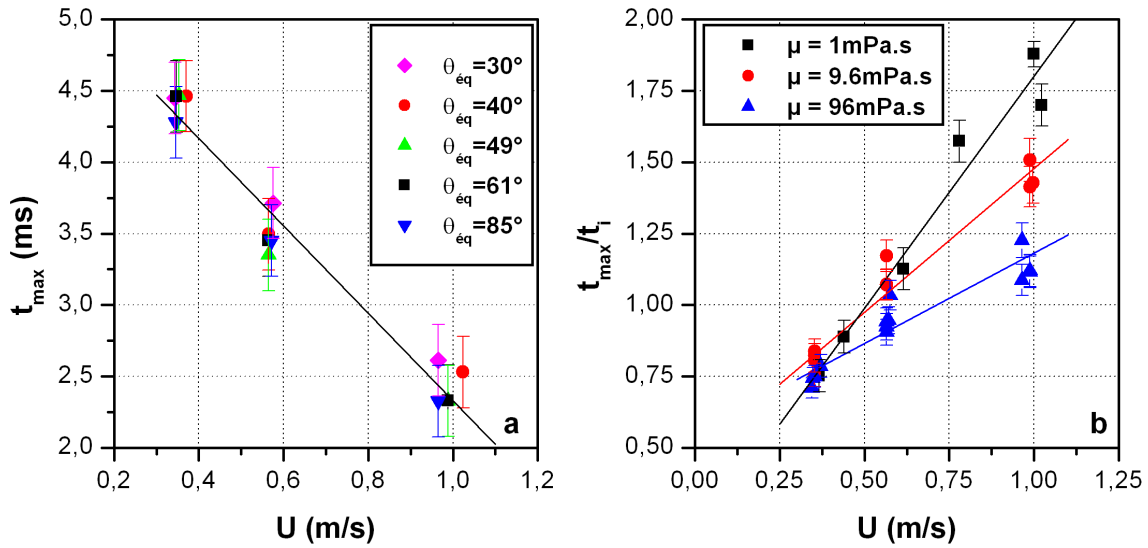 5,0
4,5
4,0
3,5
3,0
2,5
2,0
t_max (ms)
θ_éq=30°
θ_éq=40°
θ_éq=49°
θ_éq=61°
θ_éq=85°
a
0,2 0,4 0,6 0,8 1,0 1,2
U (m/s)
2.00
1.75
1.50
1.25
1.00
0.75
0.50
t_max/t_i
µ = 1mPa.s
µ = 9.6mPa.s
µ = 96mPa.s
b
0,00 0,25 0,50 0,75 1,00 1,25
U (m/s)